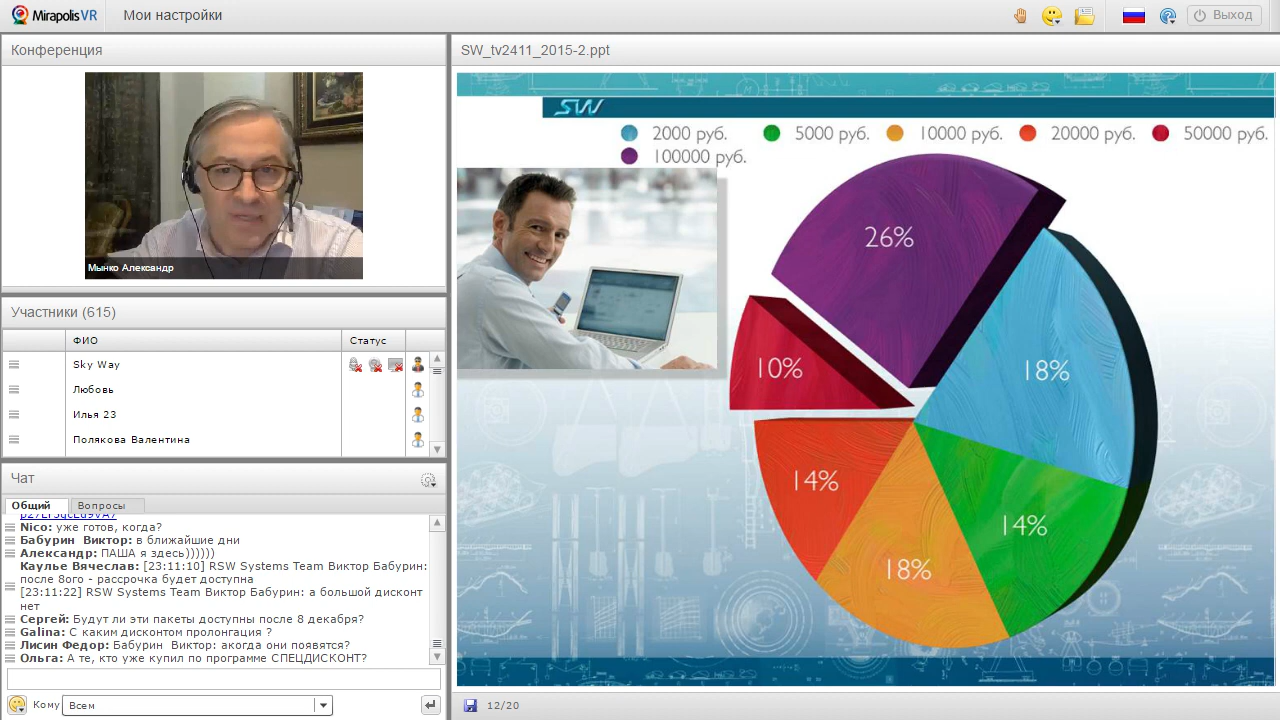 Mirapolis VR
Мои настройки
Выход
Конференция
Мынко Александр
Участники (615)
ФИО
Статус
Sky Way
Любовь
Илья 23
Полякова Валентина
Чат
Общий
Вопросы
Nico: уже готов, когда?
Бабурин Виктор: в ближайшие дни
Александр: ПАША я здесь))))))
Каулье Вячеслав: [23:11:10] RSW Systems Team Виктор Бабурин:
после 8ого - рассрочка будет доступна
[23:11:22] RSW Systems Team Виктор Бабурин: а большой дисконт
нет
Сергей: Будут ли эти пакеты доступны после 8 декабря?
Galina: С каким дисконтом пролонгация ?
Лисин Федор: Бабурин Виктор: акогда они появятся?
Ольга: А те, кто уже купил по программе СПЕЦДИСКОНТ?
Кому
Всем
SW_tv2411_2015-2.ppt
SW
2000 руб.
5000 руб.
10000 руб.
20000 руб.
50000 руб.
100000 руб.
26%
10%
18%
14%
14%
18%
12/20